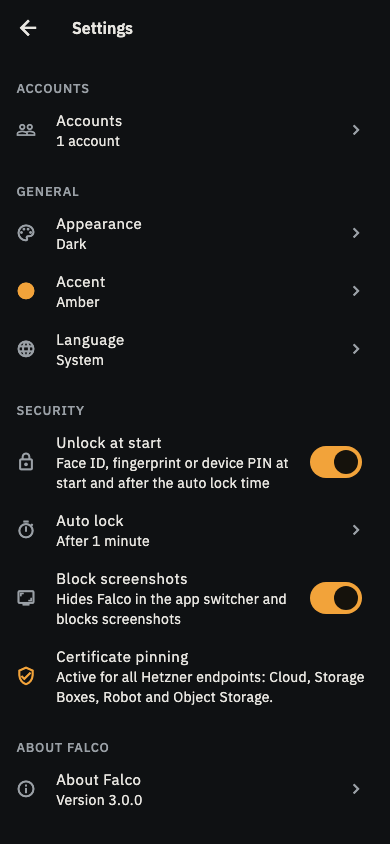 Settings
ACCOUNTS
Accounts
1 account
GENERAL
Appearance
Dark
Accent
Amber
Language
System
SECURITY
Unlock at start
Face ID, fingerprint or device PIN at
start and after the auto lock time
Auto lock
After 1 minute
Block screenshots
Hides Falco in the app switcher and
blocks screenshots
Certificate pinning
Active for all Hetzner endpoints: Cloud, Storage
Boxes, Robot and Object Storage.
ABOUT FALCO
About Falco
Version 3.0.0